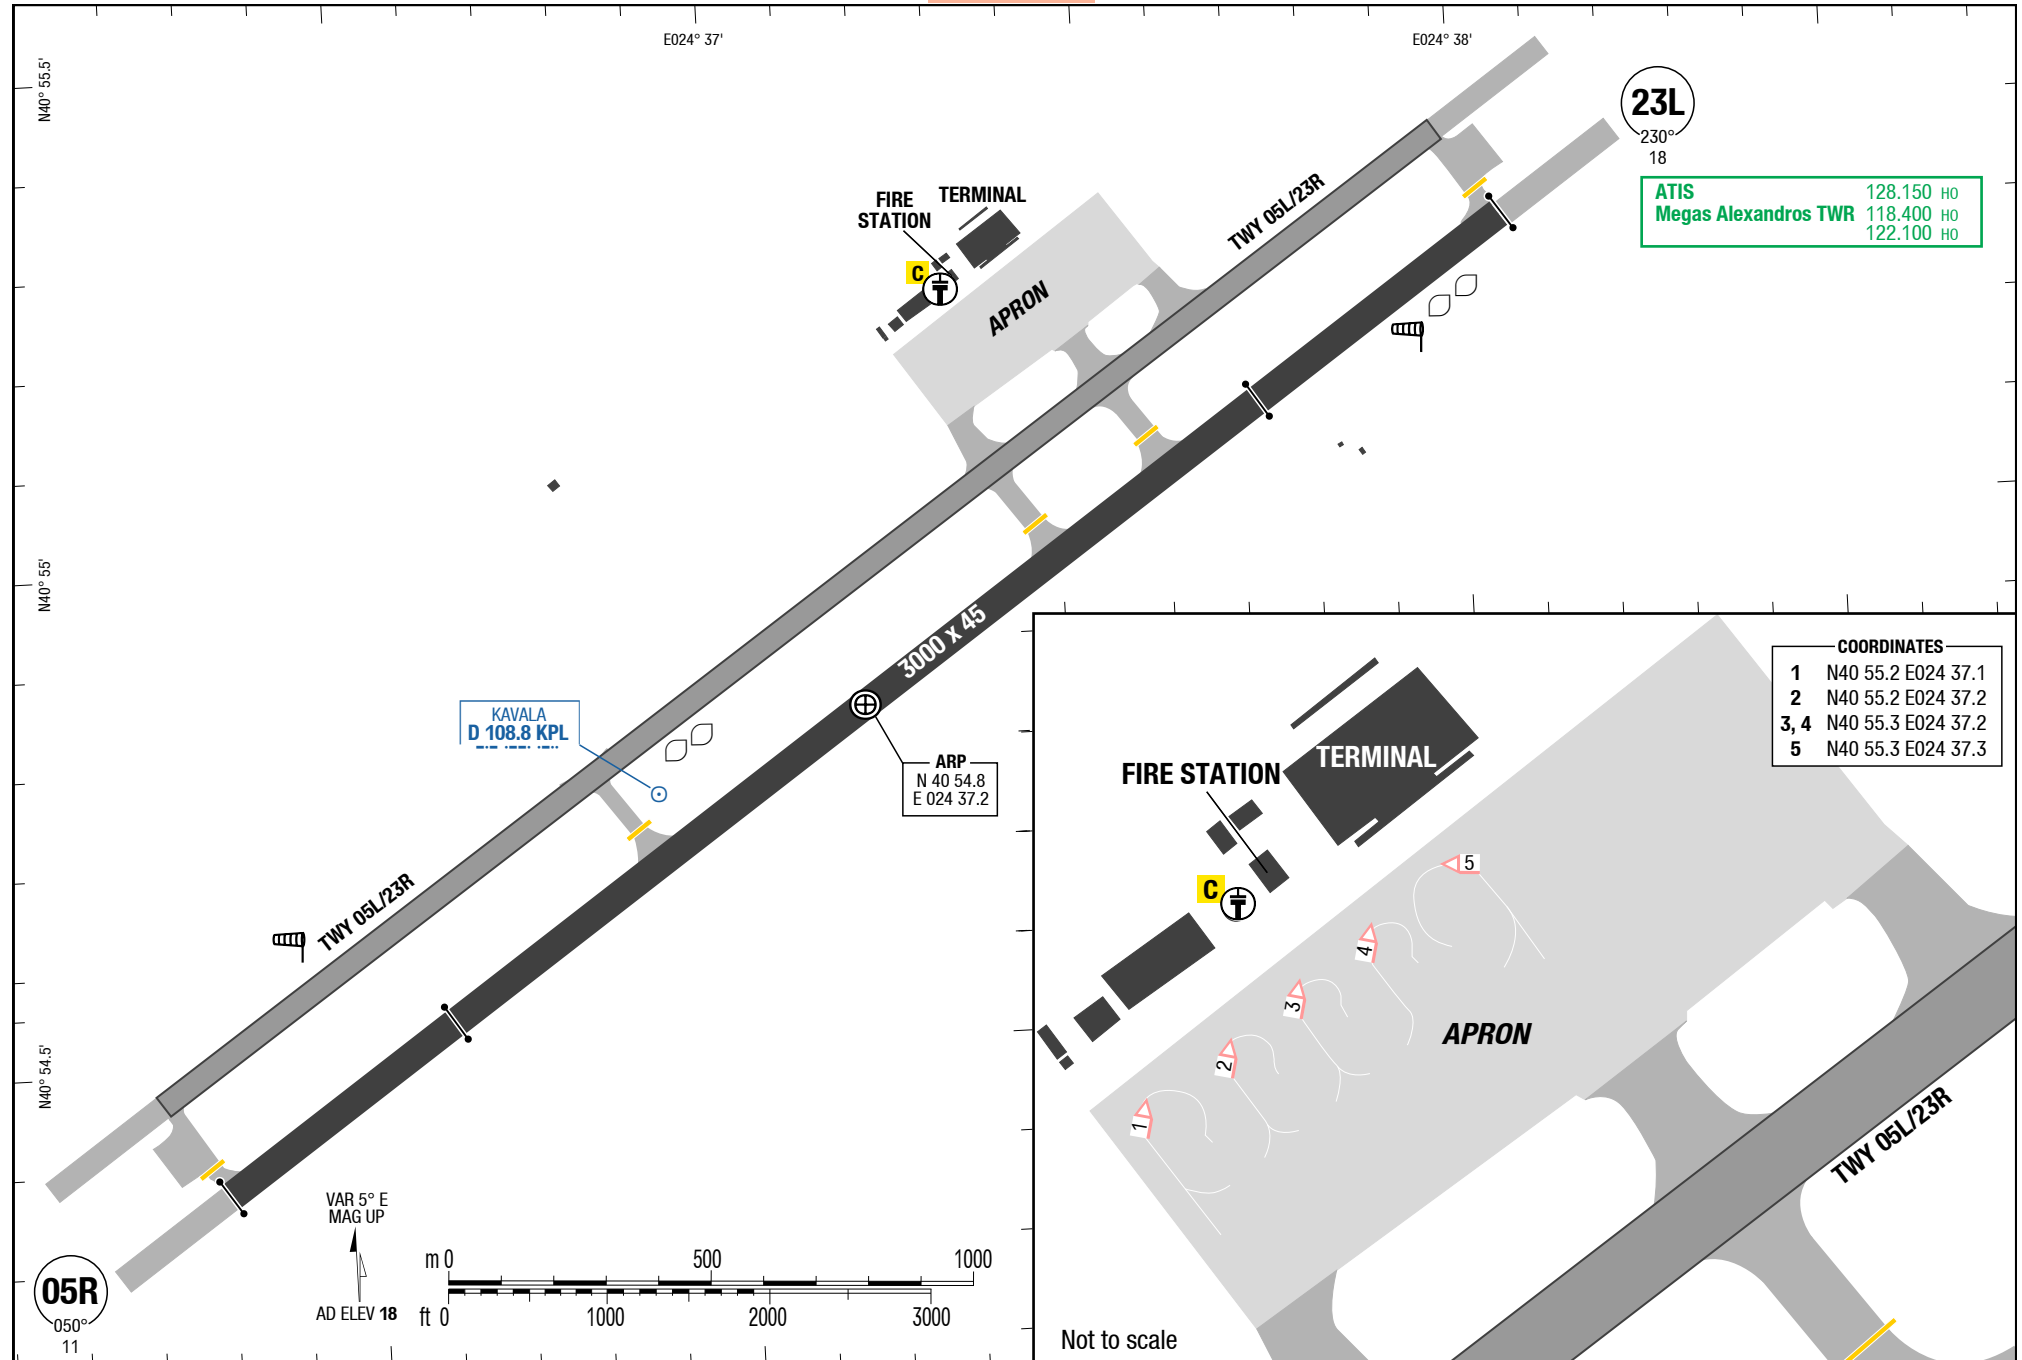 E024° 37'
E024° 38'
N40° 55.5'
N40° 55'
N40° 54.5'
23L
230°
18
ATIS 128.150 HO
Megas Alexandros TWR 118.400 HO
122.100 HO
FIRE
STATION
TERMINAL
C
APRON
TWY 05L/23R
3000 x 45
KAVALA
D 108.8 KPL
ARP
N 40 54.8
E 024 37.2
TWY 05L/23R
05R
050°
11
VAR 5° E
MAG UP
AD ELEV 18
m 0 500 1000
ft 0 1000 2000 3000
COORDINATES
1 N40 55.2 E024 37.1
2 N40 55.2 E024 37.2
3, 4 N40 55.3 E024 37.2
5 N40 55.3 E024 37.3
TERMINAL
FIRE STATION
C
5
4
3
2
1
APRON
TWY 05L/23R
Not to scale